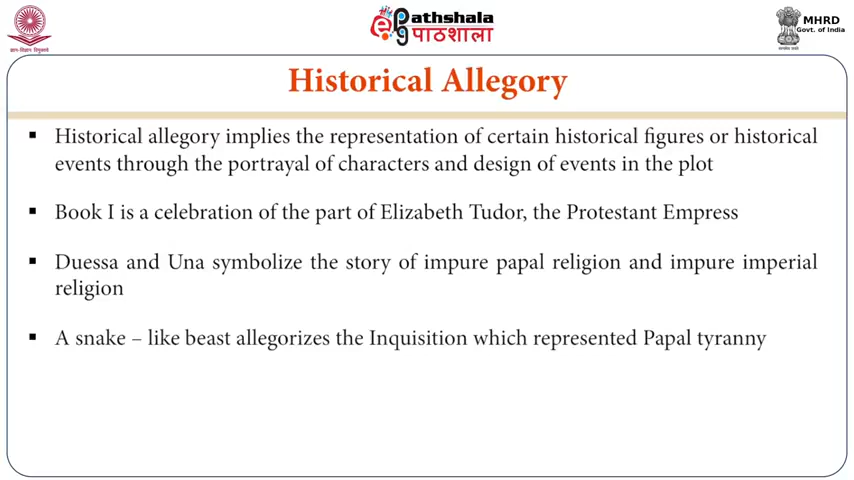 ज्ञान-विज्ञान विमुक्तये
ePathshala
पाठशाला
MHRD
Govt. of India
Historical Allegory
▪ Historical allegory implies the representation of certain historical figures or historical
events through the portrayal of characters and design of events in the plot
▪ Book I is a celebration of the part of Elizabeth Tudor, the Protestant Empress
▪ Duessa and Una symbolize the story of impure papal religion and impure imperial
religion
▪ A snake – like beast allegorizes the Inquisition which represented Papal tyranny